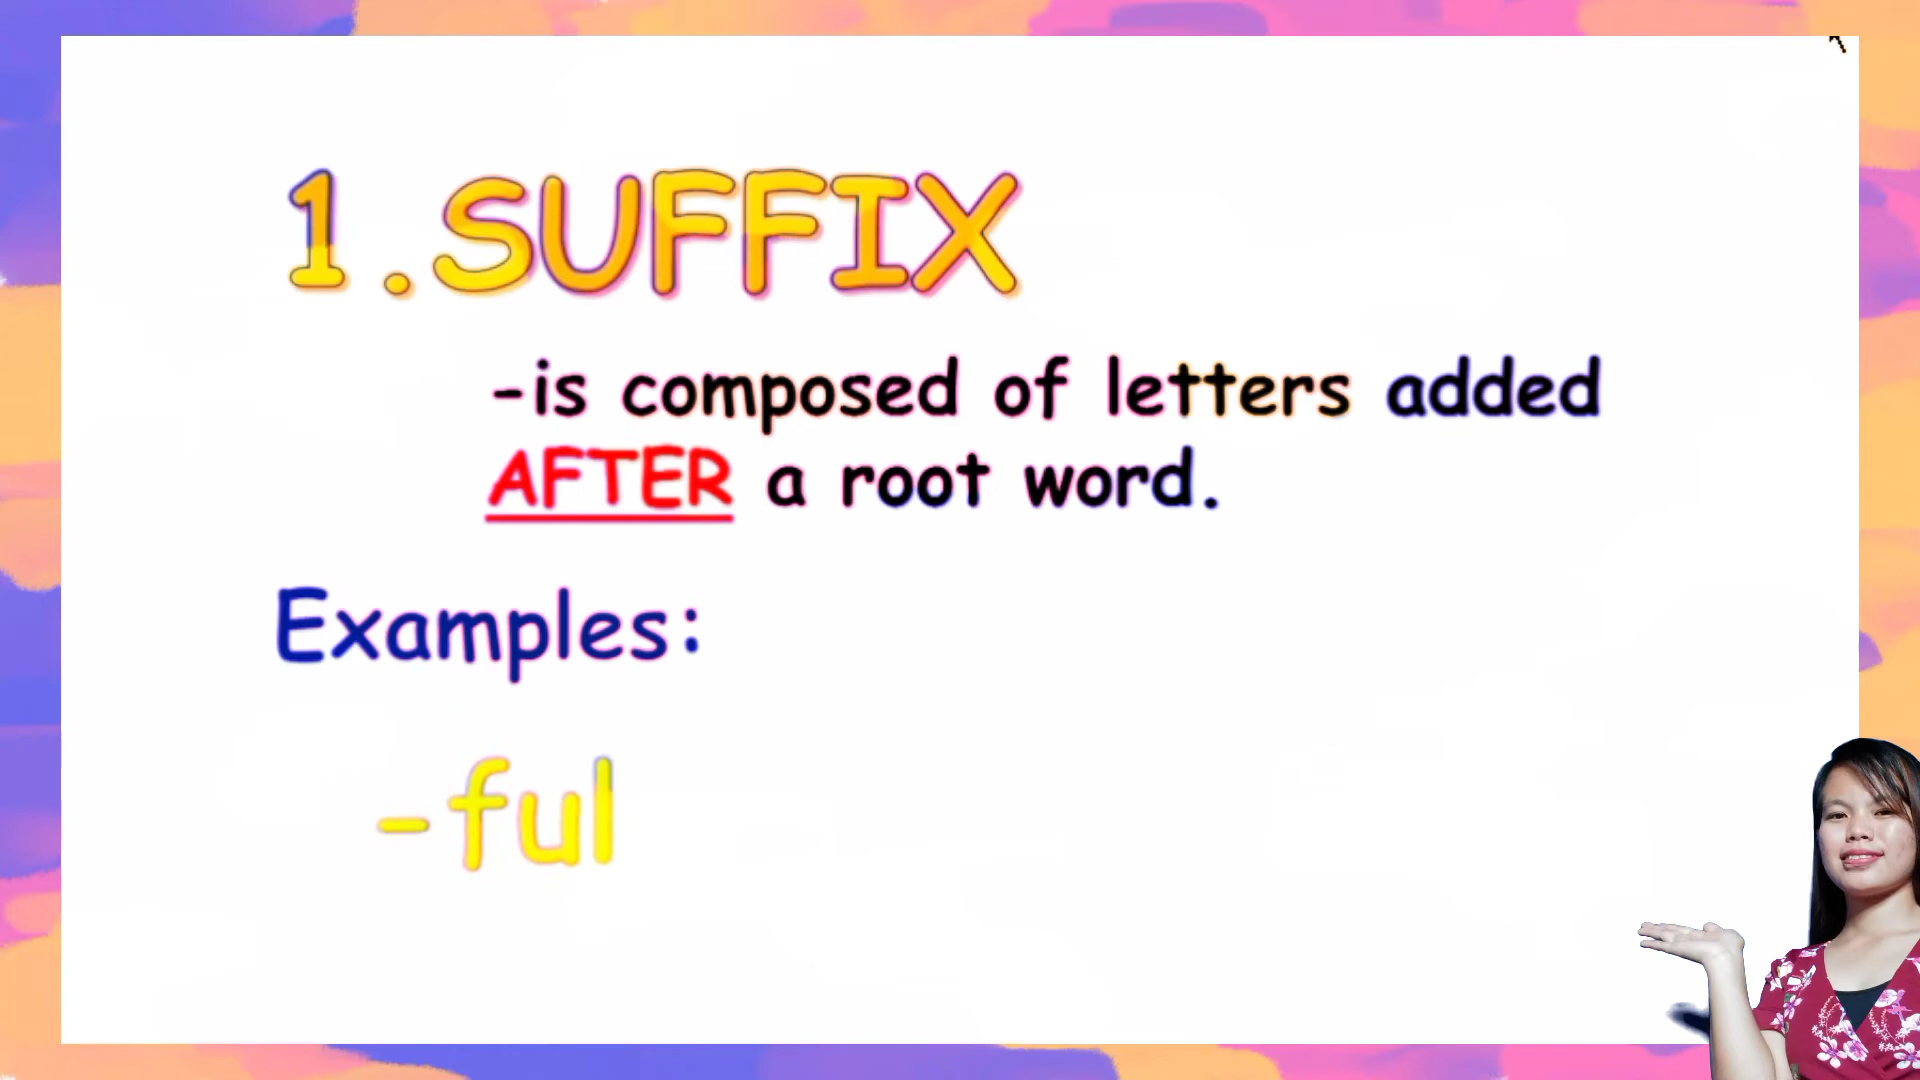 1.SUFFIX
-is composed of letters added
AFTER a root word.
Examples:
-ful